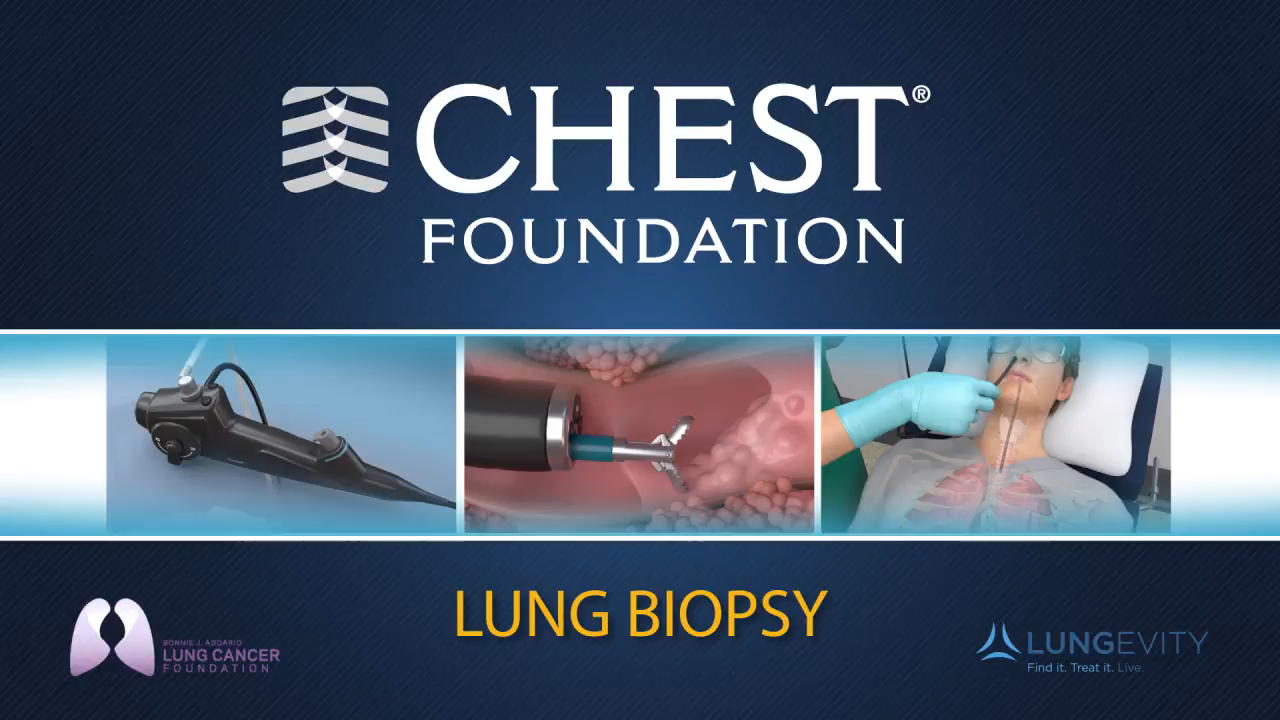 CHEST®
FOUNDATION
LUNG BIOPSY
BONNIE J. ADDARIO
LUNG CANCER
FOUNDATION
LUNGEVITY
Find it. Treat it. Live.